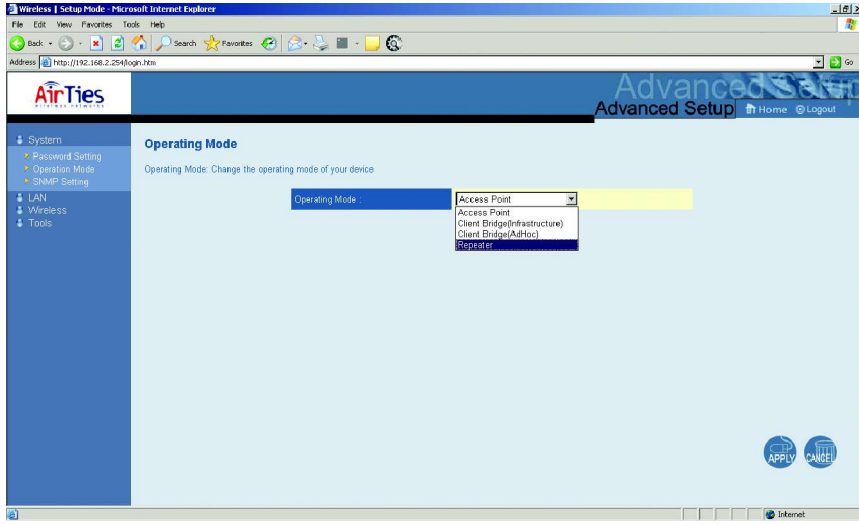 Wireless | Setup Mode - Microsoft Internet Explorer
File Edit View Favorites Tools Help
Back Search Favorites
Address http://192.168.2.254/login.htm Go
AirTies
wireless networks
Advanced Setup
Advanced Setup Home Logout
System
Password Setting
Operation Mode
SNMP Setting
LAN
Wireless
Tools
Operating Mode
Operating Mode: Change the operating mode of your device
Operating Mode : Access Point
Access Point
Client Bridge(Infrastructure)
Client Bridge(AdHoc)
Repeater
APPLY CANCEL
Internet